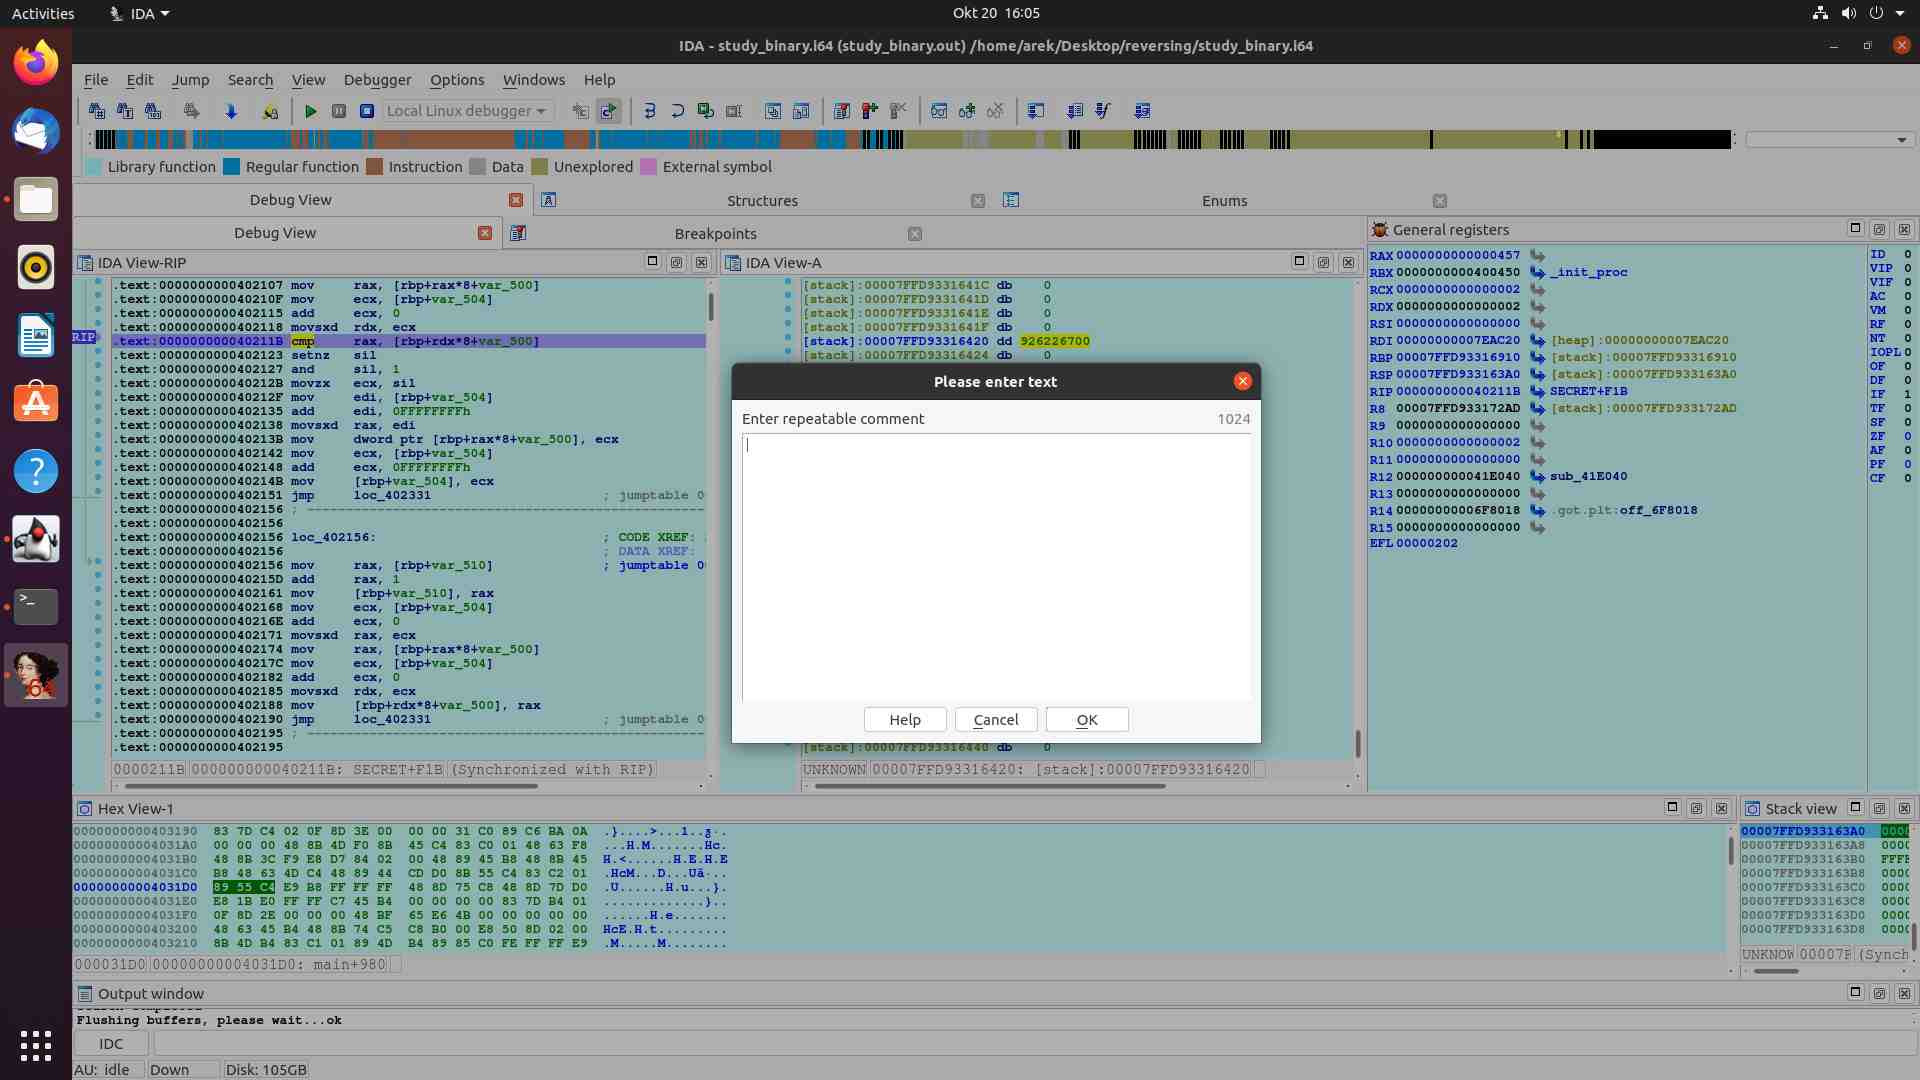 Activities
IDA
Okt 20 16:05
IDA - study_binary.i64 (study_binary.out) /home/arek/Desktop/reversing/study_binary.i64
File Edit Jump Search View Debugger Options Windows Help
Local Linux debugger
Library function Regular function Instruction Data Unexplored External symbol
Debug View Structures Enums
Debug View Breakpoints
IDA View-RIP
RIP
.text:0000000000402107 mov rax, [rbp+rax*8+var_500]
.text:000000000040210F mov ecx, [rbp+var_504]
.text:0000000000402115 add ecx, 0
.text:0000000000402118 movsxd rdx, ecx
.text:000000000040211B cmp rax, [rbp+rdx*8+var_500]
.text:0000000000402123 setnz sil
.text:0000000000402127 and sil, 1
.text:000000000040212B movzx ecx, sil
.text:000000000040212F mov edi, [rbp+var_504]
.text:0000000000402135 add edi, 0FFFFFFFFh
.text:0000000000402138 movsxd rax, edi
.text:000000000040213B mov dword ptr [rbp+rax*8+var_500], ecx
.text:0000000000402142 mov ecx, [rbp+var_504]
.text:0000000000402148 add ecx, 0FFFFFFFFh
.text:000000000040214B mov [rbp+var_504], ecx
.text:0000000000402151 jmp loc_402331 ; jumptable 0
.text:0000000000402156
.text:0000000000402156 loc_402156: ; CODE XREF:
.text:0000000000402156 ; DATA XREF:
.text:0000000000402156 mov rax, [rbp+var_510] ; jumptable 0
.text:000000000040215D add rax, 1
.text:0000000000402161 mov [rbp+var_510], rax
.text:0000000000402168 mov ecx, [rbp+var_504]
.text:000000000040216E add ecx, 0
.text:0000000000402171 movsxd rax, ecx
.text:0000000000402174 mov rax, [rbp+rax*8+var_500]
.text:000000000040217C mov ecx, [rbp+var_504]
.text:0000000000402182 add ecx, 0
.text:0000000000402185 movsxd rdx, ecx
.text:0000000000402188 mov [rbp+rdx*8+var_500], rax
.text:0000000000402190 jmp loc_402331 ; jumptable 0
.text:0000000000402195 ;
.text:0000000000402195
0000211B 000000000040211B: SECRET+F1B (Synchronized with RIP)
IDA View-A
[stack]:00007FFD9331641C db 0
[stack]:00007FFD9331641D db 0
[stack]:00007FFD9331641E db 0
[stack]:00007FFD9331641F db 0
[stack]:00007FFD93316420 dd 926226700
[stack]:00007FFD93316424 db 0
[stack]:00007FFD93316440 db 0
UNKNOWN 00007FFD93316420: [stack]:00007FFD93316420
Please enter text
Enter repeatable comment 1024
Help Cancel OK
General registers
RAX 0000000000000457
RBX 0000000000400450 _init_proc
RCX 0000000000000002
RDX 0000000000000002
RSI 0000000000000000
RDI 00000000007EAC20 [heap]:00000000007EAC20
RBP 00007FFD93316910 [stack]:00007FFD93316910
RSP 00007FFD933163A0 [stack]:00007FFD933163A0
RIP 000000000040211B SECRET+F1B
R8 00007FFD933172AD [stack]:00007FFD933172AD
R9 0000000000000000
R10 0000000000000002
R11 0000000000000000
R12 000000000041E040 sub_41E040
R13 0000000000000000
R14 00000000006F8018 .got.plt:off_6F8018
R15 0000000000000000
EFL 00000202
ID 0
VIP 0
VIF 0
AC 0
VM 0
RF 0
NT 0
IOPL 0
OF 0
DF 0
IF 1
TF 0
SF 0
ZF 0
AF 0
PF 0
CF 0
Hex View-1
0000000000403190 83 7D C4 02 0F 8D 3E 00 00 00 31 C0 89 C6 BA 0A
00000000004031A0 00 00 00 48 8B 4D F0 8B 45 C4 83 C0 01 48 63 F8
00000000004031B0 48 8B 3C F9 E8 D7 84 02 00 48 89 45 B8 48 8B 45
00000000004031C0 B8 48 63 4D C4 48 89 44 CD D0 8B 55 C4 83 C2 01
00000000004031D0 89 55 C4 E9 B8 FF FF FF 48 8D 75 C8 48 8D 7D D0
00000000004031E0 E8 1B E0 FF FF C7 45 B4 00 00 00 00 83 7D B4 01
00000000004031F0 0F 8D 2E 00 00 00 48 BF 65 E6 4B 00 00 00 00 00
0000000000403200 48 63 45 B4 48 8B 74 C5 C8 B0 00 E8 50 8D 02 00
0000000000403210 8B 4D B4 83 C1 01 89 4D B4 89 85 C0 FE FF FF E9
000031D0 00000000004031D0: main+980
Stack view
00007FFD933163A0 0000
00007FFD933163A8 0000
00007FFD933163B0 FFFF
00007FFD933163B8 0000
00007FFD933163C0 0000
00007FFD933163C8 0000
00007FFD933163D0 0000
00007FFD933163D8 0000
UNKNOWN 00007F (Synch
Output window
Flushing buffers, please wait...ok
IDC
AU: idle Down Disk: 105GB